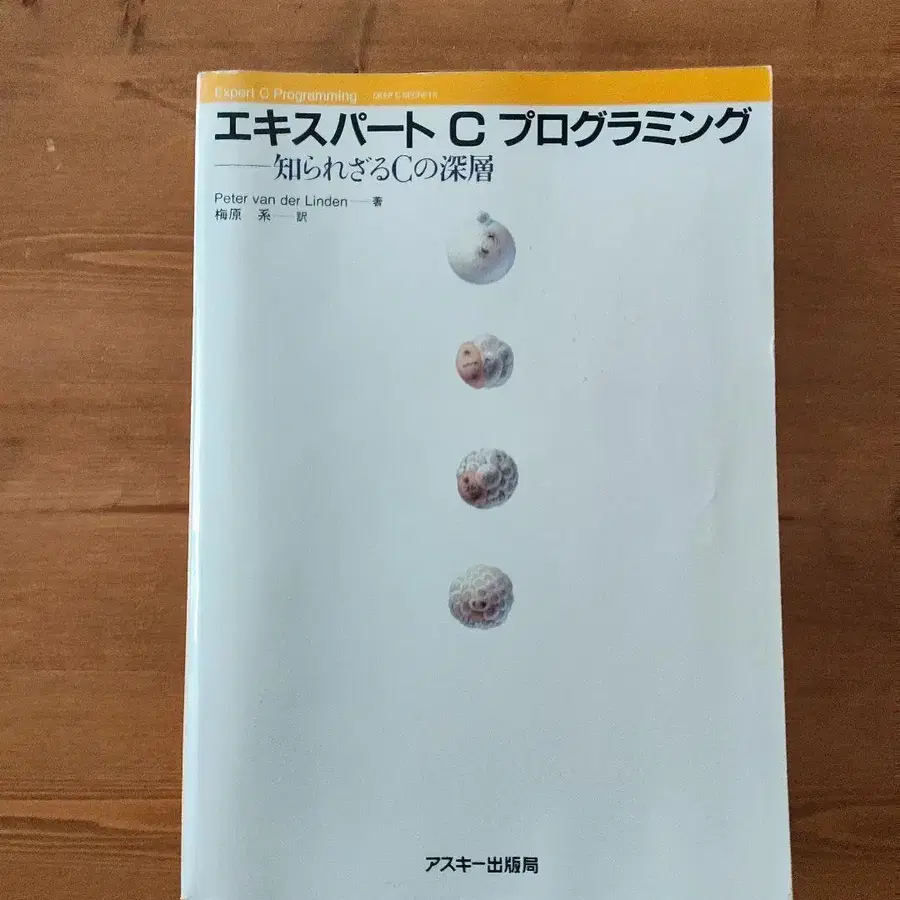 Expert C Programming DEEP C SECRETS
エキスパート C プログラミング
——知られざるCの深層
Peter van der Linden——著
梅原 系——訳
アスキー出版局